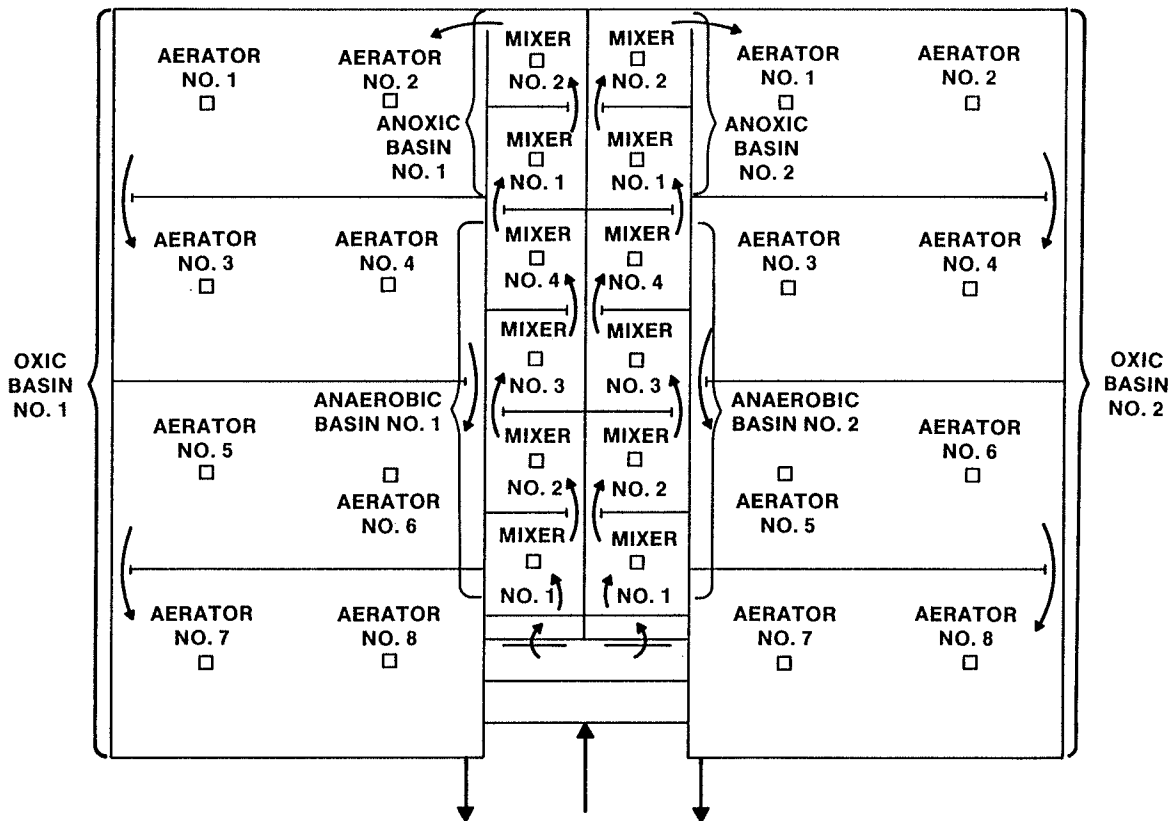 AERATOR
NO. 1
AERATOR
NO. 2
MIXER
NO. 2
MIXER
NO. 2
AERATOR
NO. 1
AERATOR
NO. 2
ANOXIC
BASIN
NO. 1
MIXER
NO. 1
MIXER
NO. 1
ANOXIC
BASIN
NO. 2
AERATOR
NO. 3
AERATOR
NO. 4
MIXER
NO. 4
MIXER
NO. 4
AERATOR
NO. 3
AERATOR
NO. 4
OXIC
BASIN
NO. 1
MIXER
NO. 3
MIXER
NO. 3
OXIC
BASIN
NO. 2
ANAEROBIC
BASIN NO. 1
ANAEROBIC
BASIN NO. 2
AERATOR
NO. 5
AERATOR
NO. 6
MIXER
NO. 2
MIXER
NO. 2
AERATOR
NO. 5
AERATOR
NO. 6
MIXER
NO. 1
MIXER
NO. 1
AERATOR
NO. 7
AERATOR
NO. 8
AERATOR
NO. 7
AERATOR
NO. 8